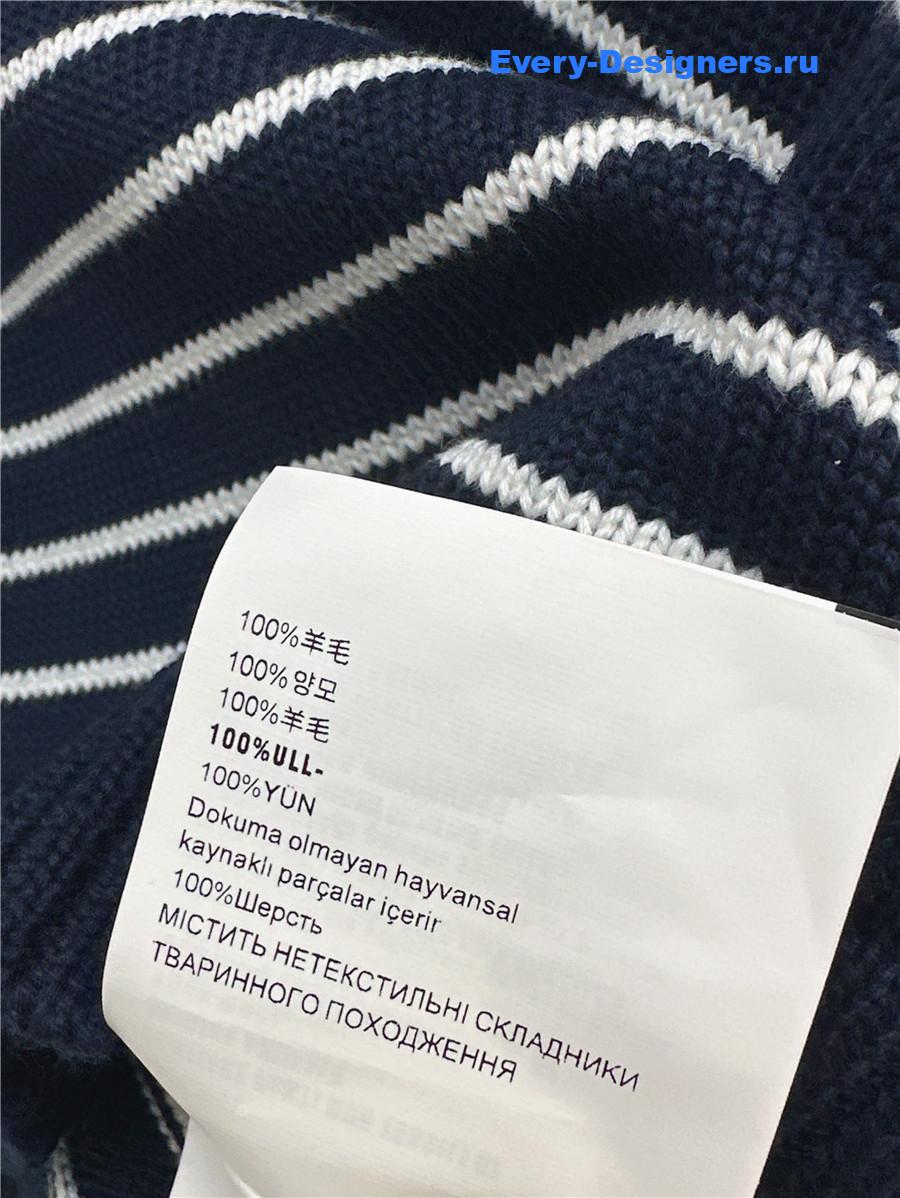 Every-Designers.ru
100%羊毛
100%양모
100%羊毛
100%ULL-
100%YÜN
Dokuma olmayan hayvansal
kaynaklı parçalar içerir
100%Шерсть
МІСТИТЬ НЕТЕКСТИЛЬНІ СКЛАДНИКИ
ТВАРИННОГО ПОХОДЖЕННЯ